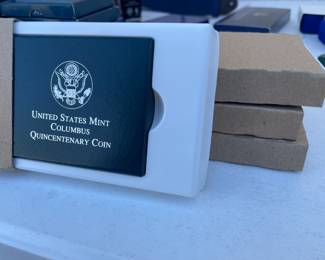 United States Mint
Columbus
Quincentenary Coin